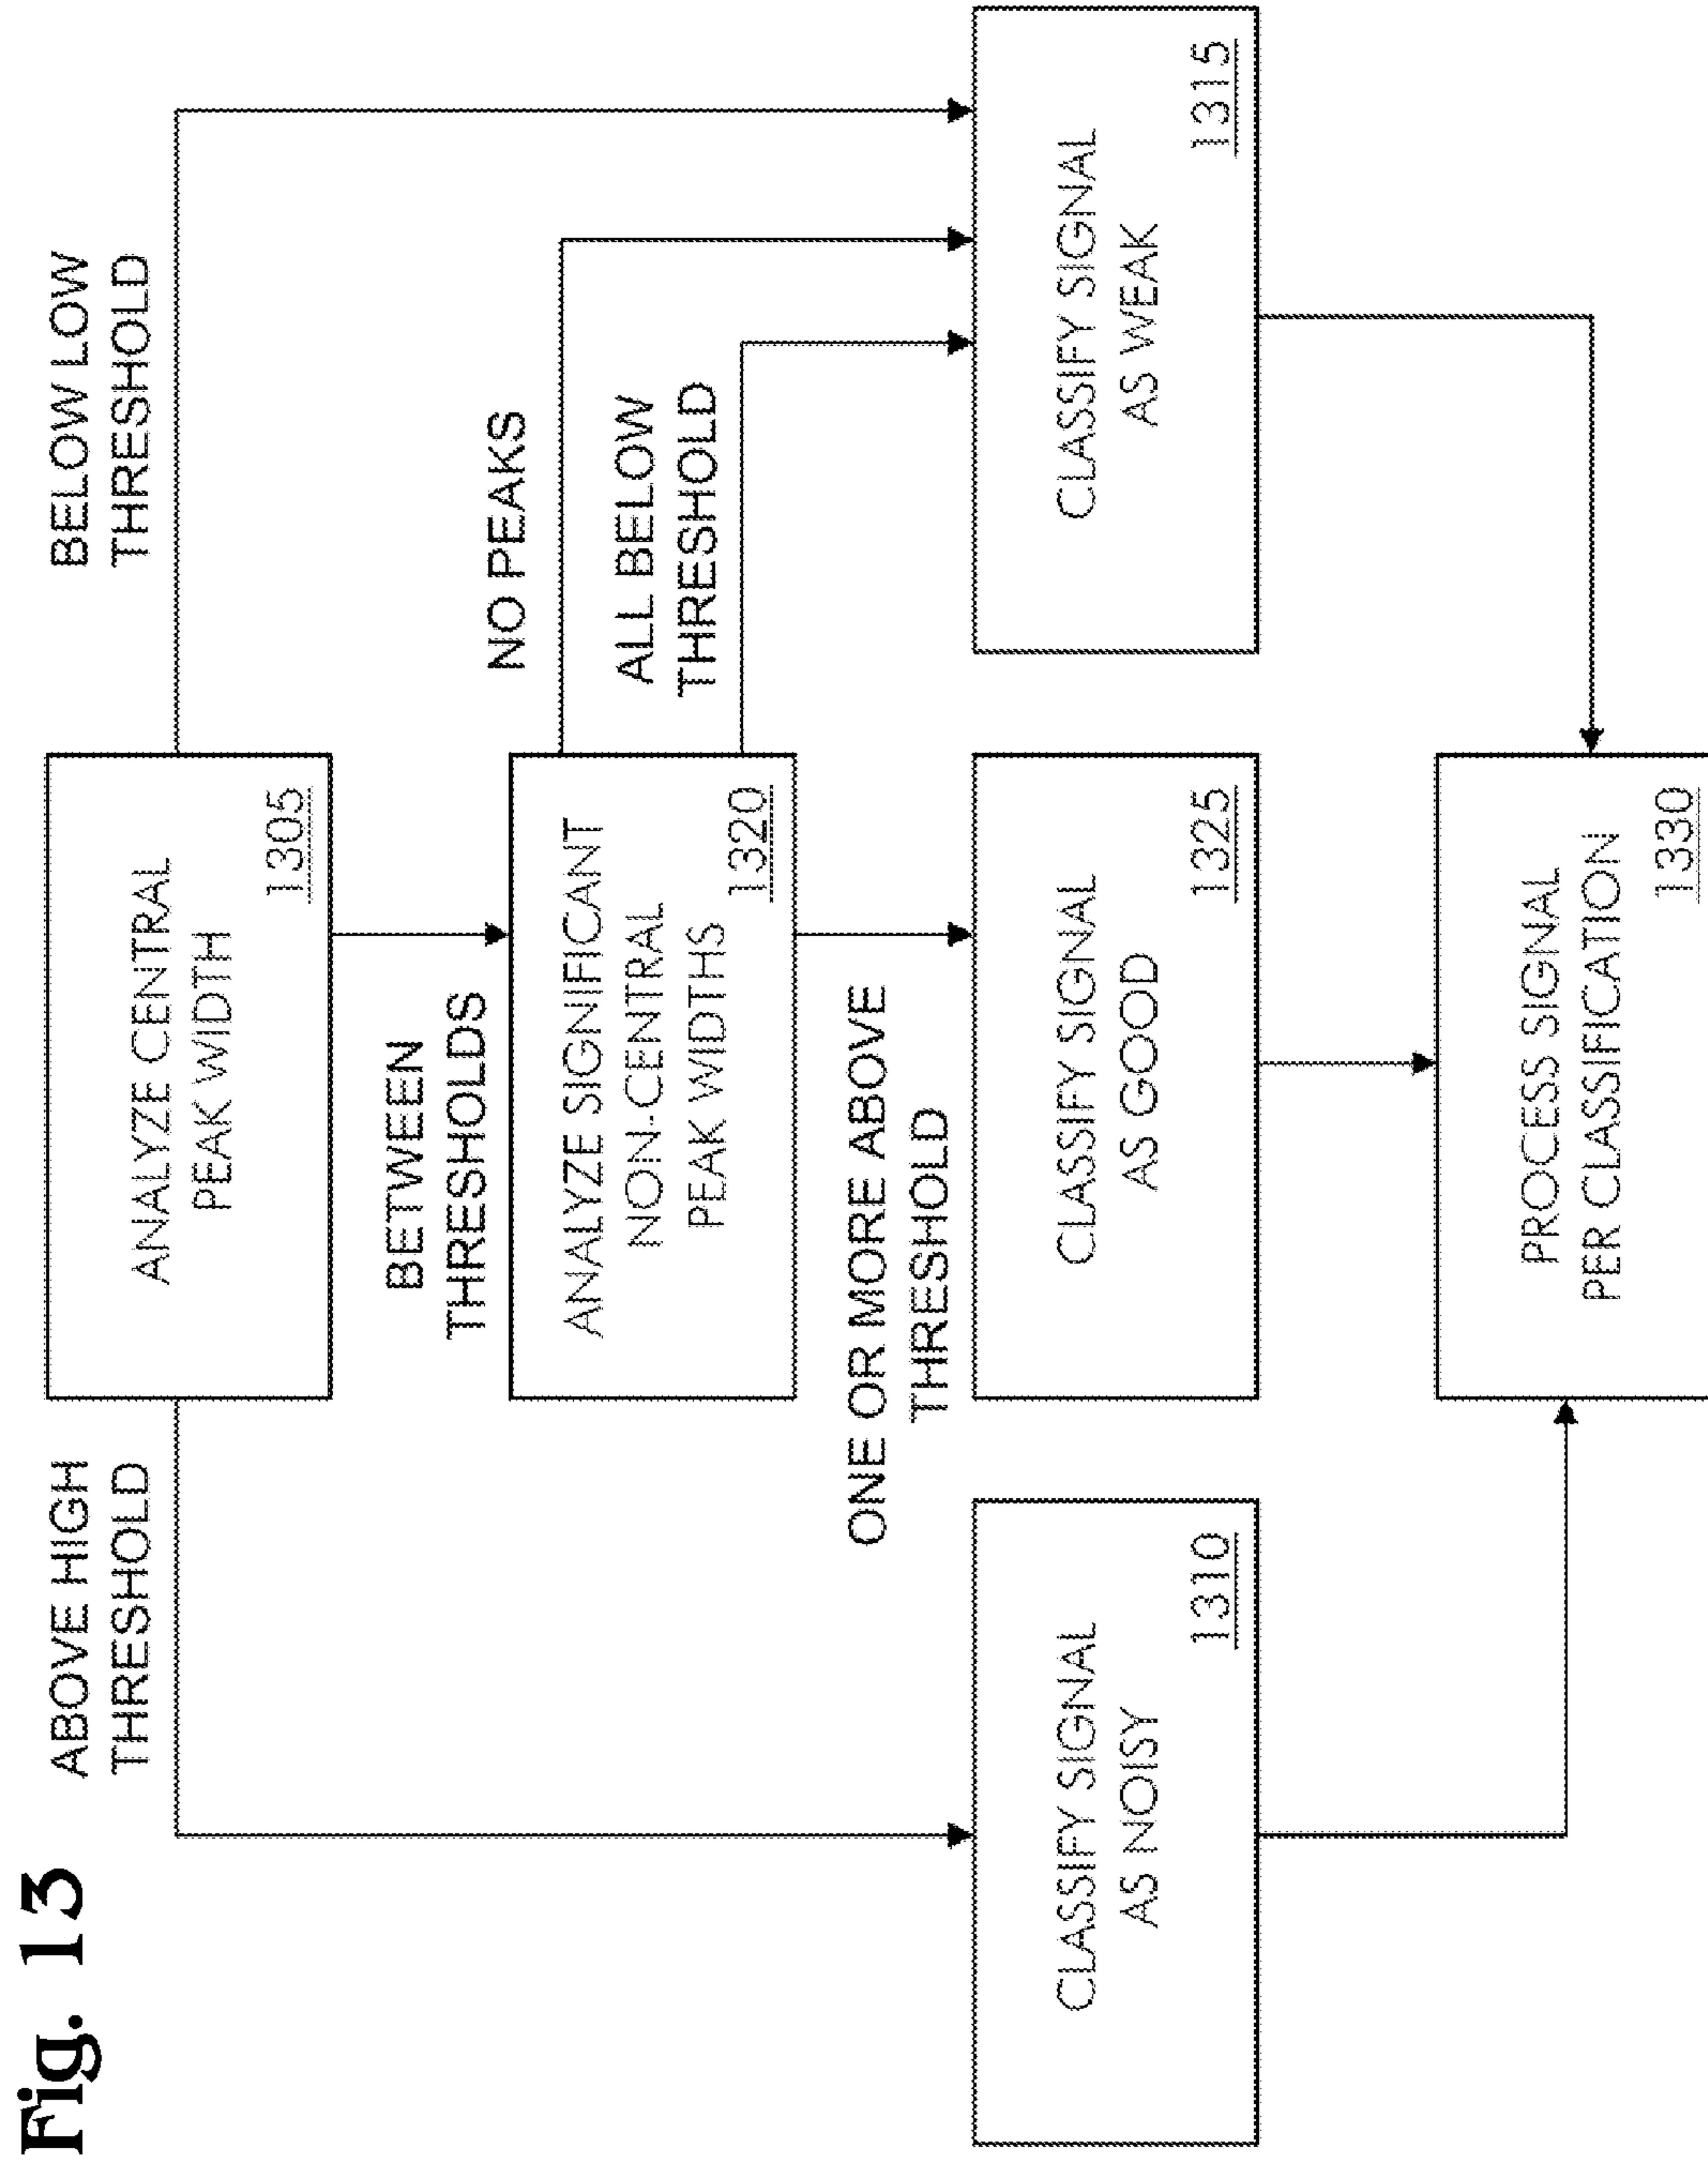 Fig. 13
ABOVE HIGH
THRESHOLD
ANALYZE CENTRAL
PEAK WIDTH
1305
BELOW LOW
THRESHOLD
BETWEEN
THRESHOLDS
ANALYZE SIGNIFICANT
NON-CENTRAL
PEAK WIDTHS
1320
NO PEAKS
ALL BELOW
THRESHOLD
ONE OR MORE ABOVE
THRESHOLD
CLASSIFY SIGNAL
AS NOISY
1310
CLASSIFY SIGNAL
AS GOOD
1325
CLASSIFY SIGNAL
AS WEAK
1315
PROCESS SIGNAL
PER CLASSIFICATION
1330